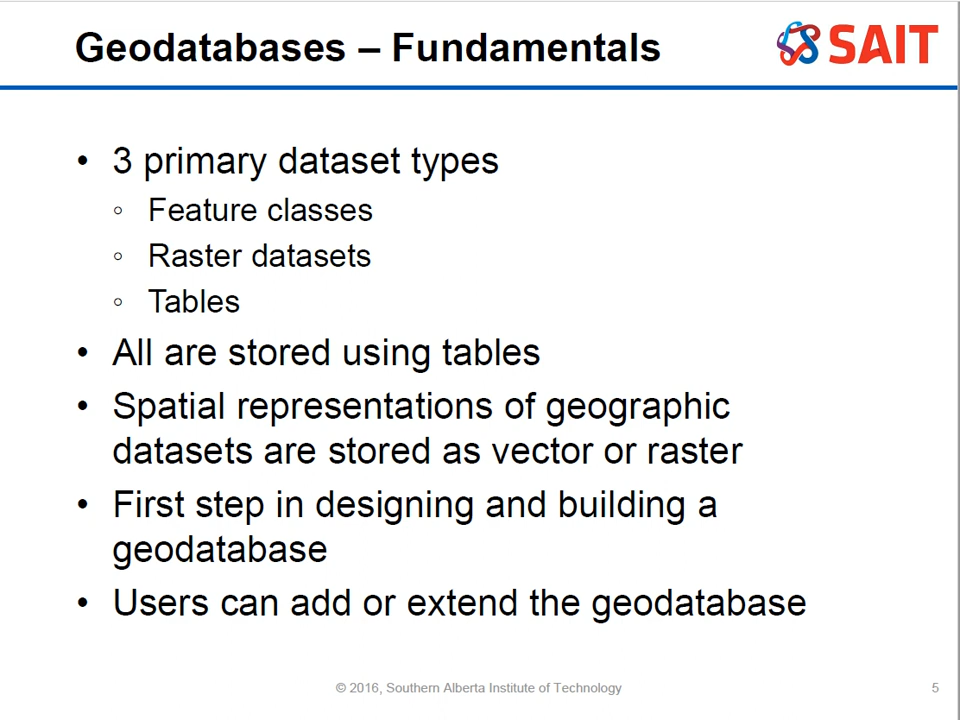 Geodatabases – Fundamentals
SAIT
• 3 primary dataset types
◦ Feature classes
◦ Raster datasets
◦ Tables
• All are stored using tables
• Spatial representations of geographic
datasets are stored as vector or raster
• First step in designing and building a
geodatabase
• Users can add or extend the geodatabase
© 2016, Southern Alberta Institute of Technology
5